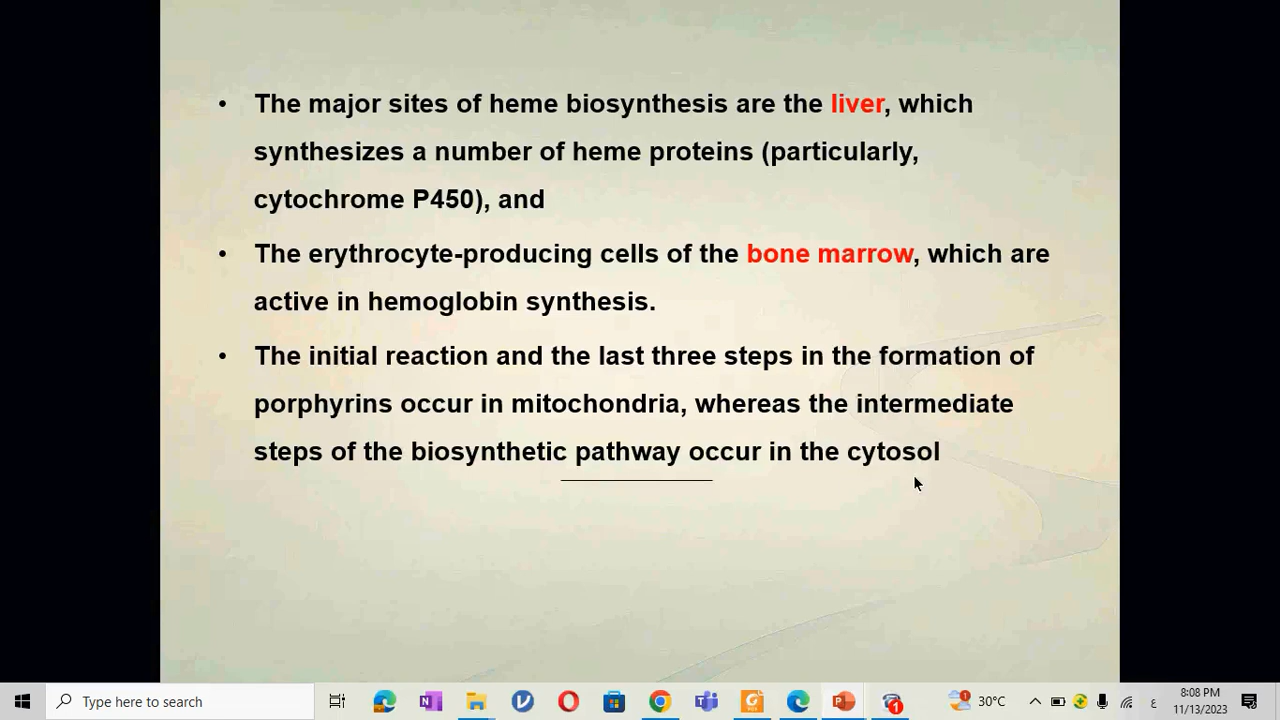 • The major sites of heme biosynthesis are the liver, which
synthesizes a number of heme proteins (particularly,
cytochrome P450), and
• The erythrocyte-producing cells of the bone marrow, which are
active in hemoglobin synthesis.
• The initial reaction and the last three steps in the formation of
porphyrins occur in mitochondria, whereas the intermediate
steps of the biosynthetic pathway occur in the cytosol
Type here to search
30°C
ع
8:08 PM
11/13/2023